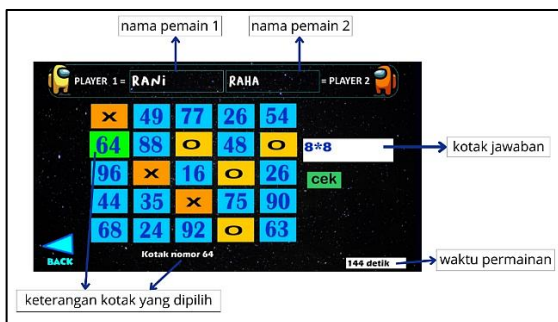 nama pemain 1
nama pemain 2
PLAYER 1 = RANi RAHA = PLAYER 2
X 49 77 26 54
64 88 O 48 O
8*8
kotak jawaban
96 X 16 O 26
cek
44 35 X 75 90
68 24 92 O 63
BACK
Kotak nomor 64
144 detik
waktu permainan
keterangan kotak yang dipilih